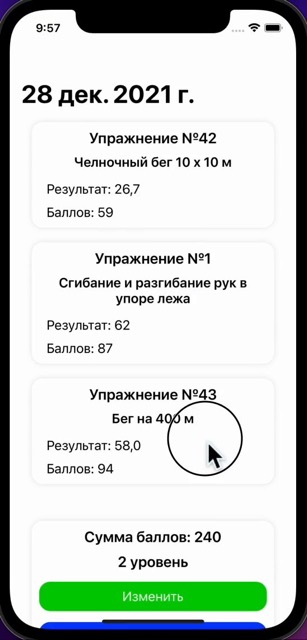 9:57
28 дек. 2021 г.
Упражнение №42
Челночный бег 10 x 10 м
Результат: 26,7
Баллов: 59
Упражнение №1
Сгибание и разгибание рук в
упоре лежа
Результат: 62
Баллов: 87
Упражнение №43
Бег на 400 м
Результат: 58,0
Баллов: 94
Сумма баллов: 240
2 уровень
Изменить